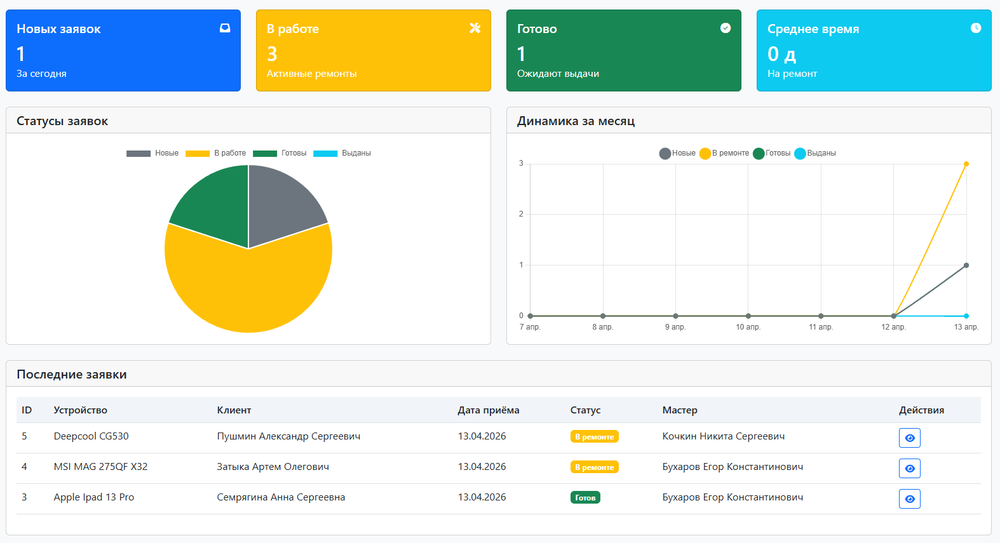 Новых заявок
1
За сегодня
В работе
3
Активные ремонты
Готово
1
Ожидают выдачи
Среднее время
0 д
На ремонт
Статусы заявок
Новые В работе Готовы Выданы
Динамика за месяц
Новые В ремонте Готовы Выданы
3
2
1
0
7 апр. 8 апр. 9 апр. 10 апр. 11 апр. 12 апр. 13 апр.
Последние заявки
ID Устройство Клиент Дата приёма Статус Мастер Действия
5 Deepcool CG530 Пушмин Александр Сергеевич 13.04.2026 В ремонте Кочкин Никита Сергеевич
4 MSI MAG 275QF X32 Затыка Артем Олегович 13.04.2026 В ремонте Бухаров Егор Константинович
3 Apple Ipad 13 Pro Семрягина Анна Сергеевна 13.04.2026 Готов Бухаров Егор Константинович